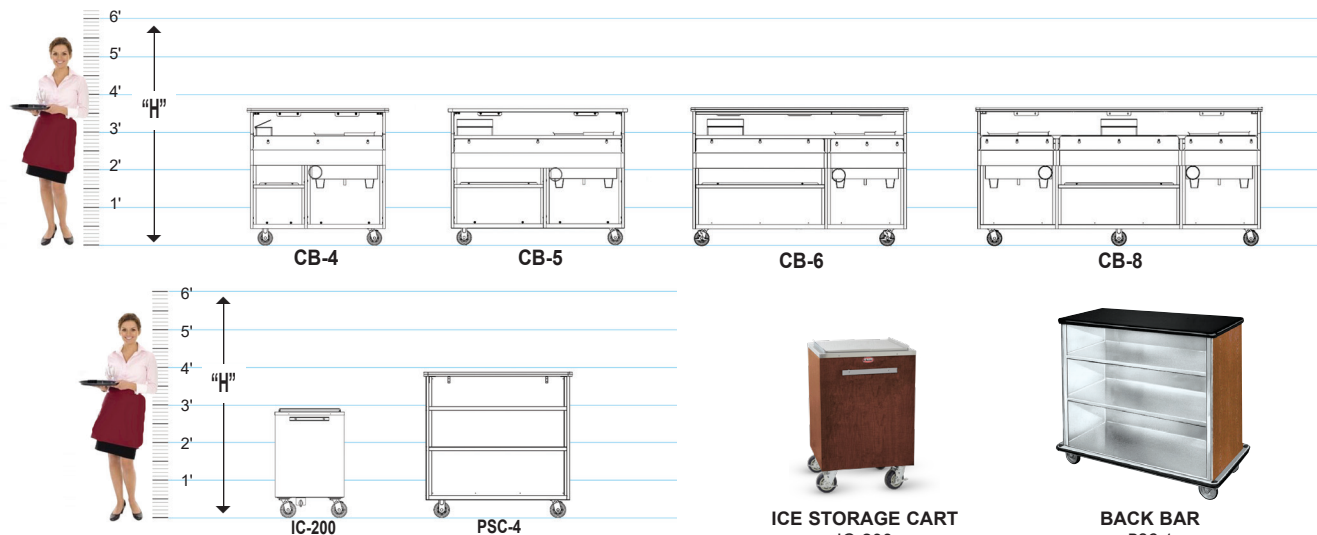 6'
5'
4'
"H"
3'
2'
1'
CB-4
CB-5
CB-6
CB-8
6'
5'
4'
"H"
3'
2'
1'
IC-200
PSC-4
ICE STORAGE CART
BACK BAR